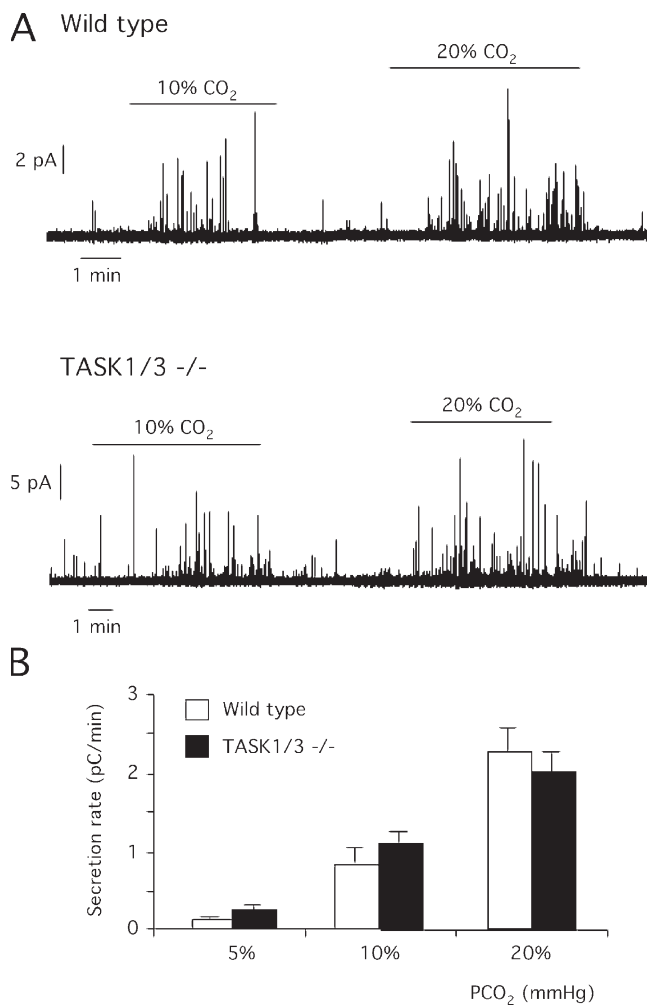 A Wild type
20% CO₂
10% CO₂
2 pA
1 min
TASK1/3 -/-
20% CO₂
10% CO₂
5 pA
1 min
B
3
Wild type
TASK1/3 -/-
2
1
0
Secretion rate (pC/min)
5% 10% 20%
PCO₂ (mmHg)